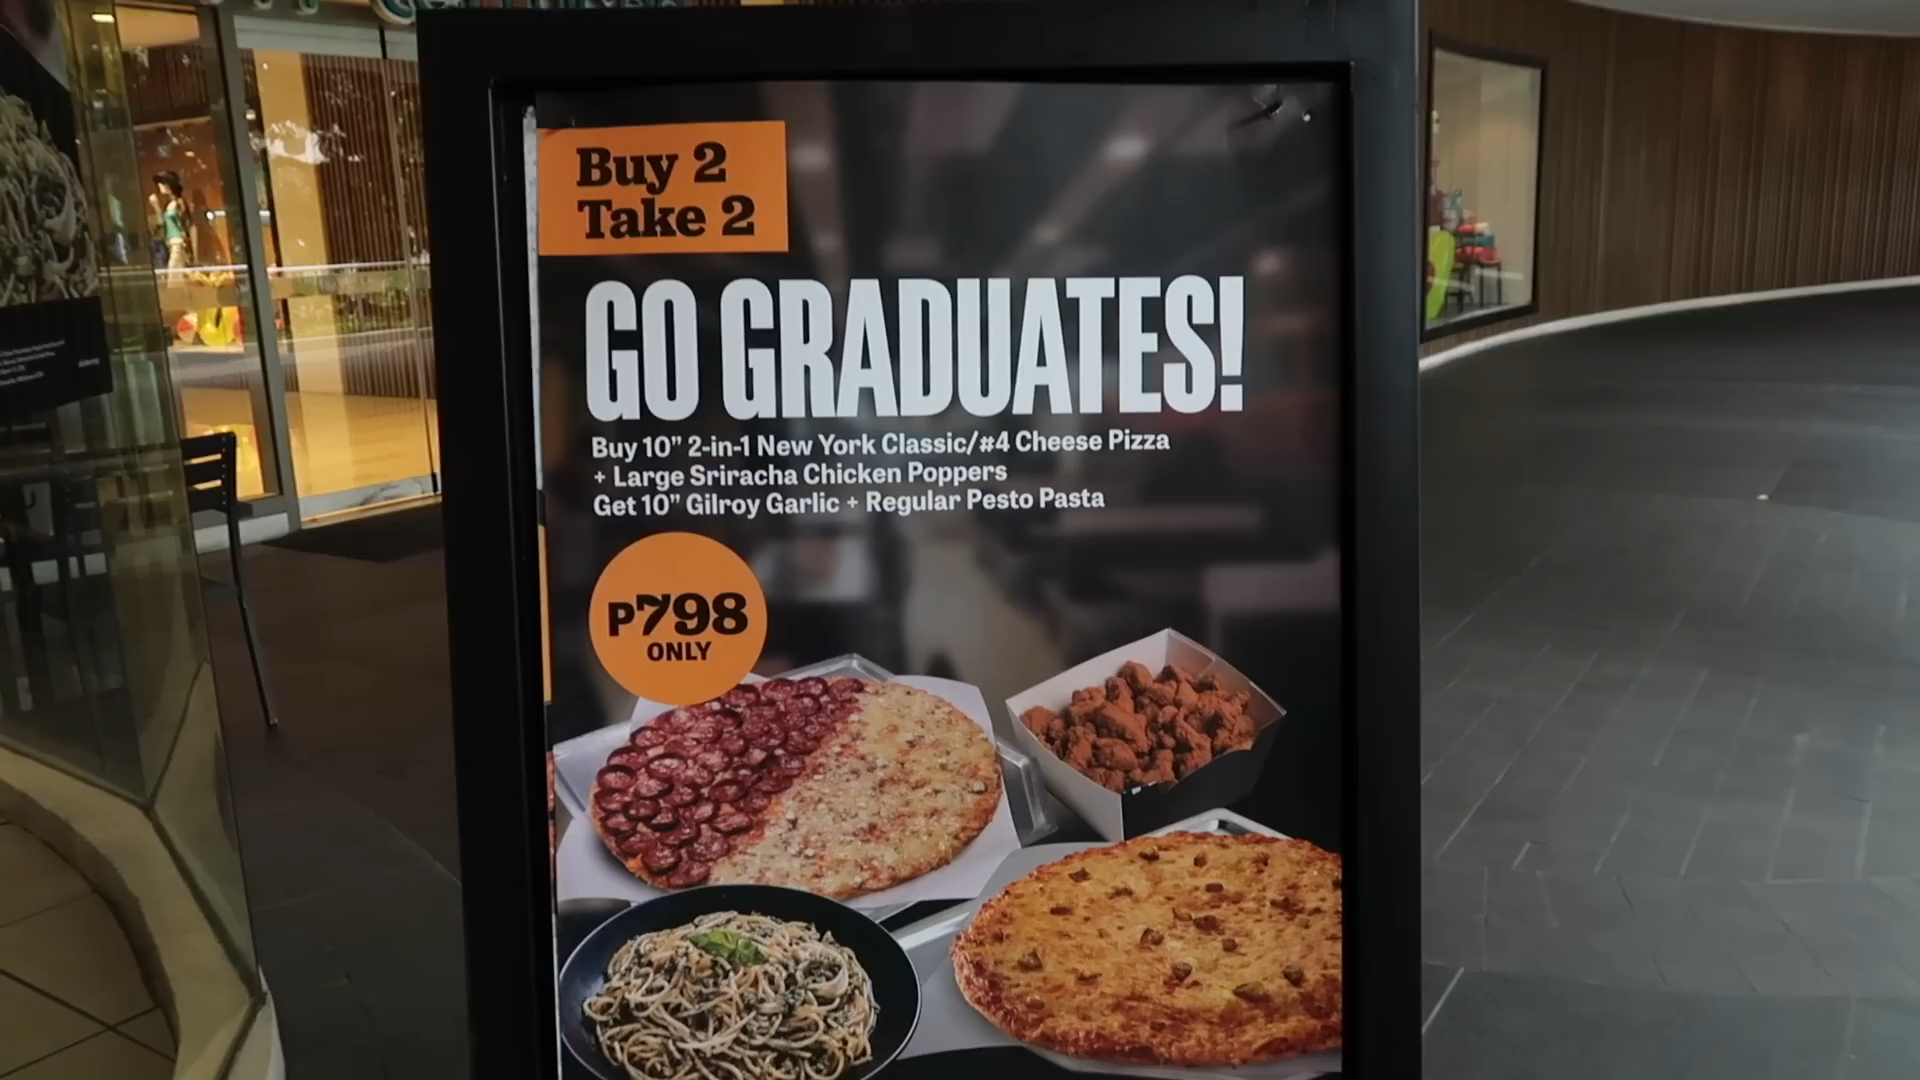 Buy 2
Take 2
GO GRADUATES!
Buy 10” 2-in-1 New York Classic/#4 Cheese Pizza
+ Large Sriracha Chicken Poppers
Get 10” Gilroy Garlic + Regular Pesto Pasta
P798
ONLY